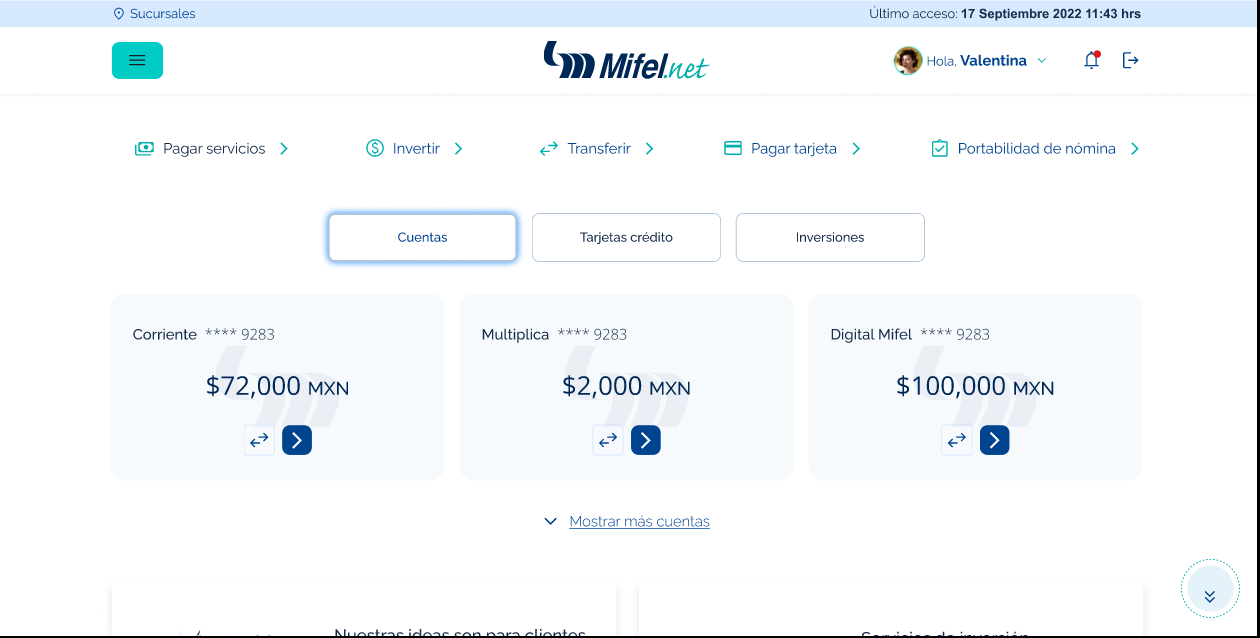 Sucursales
Último acceso: 17 Septiembre 2022 11:43 hrs
Mifel.net
Hola, Valentina
Pagar servicios
Invertir
Transferir
Pagar tarjeta
Portabilidad de nómina
Cuentas
Tarjetas crédito
Inversiones
Corriente **** 9283
$72,000 MXN
Multiplica **** 9283
$2,000 MXN
Digital Mifel **** 9283
$100,000 MXN
Mostrar más cuentas
Nuestras ideas son para clientes
Servicios de inversión